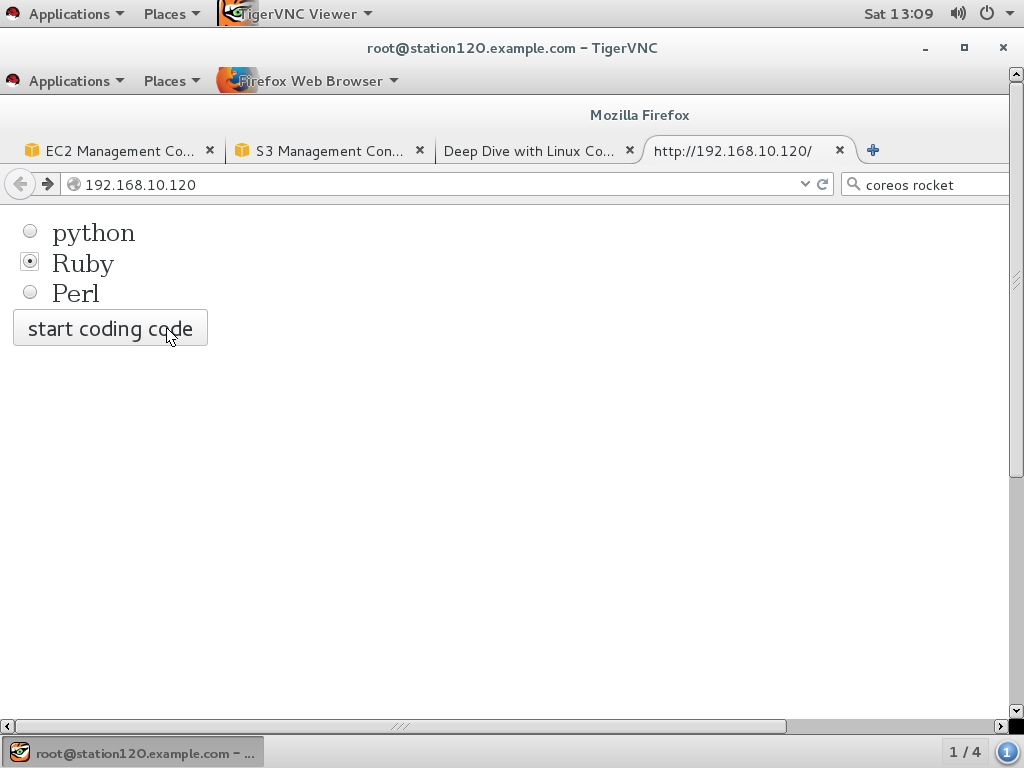 Applications Places TigerVNC Viewer Sat 13:09
root@station120.example.com – TigerVNC
Applications Places Firefox Web Browser
Mozilla Firefox
EC2 Management Co... S3 Management Con... Deep Dive with Linux Co... http://192.168.10.120/
192.168.10.120 coreos rocket
python
Ruby
Perl
start coding code
root@station120.example.com – ... 1 / 4 1